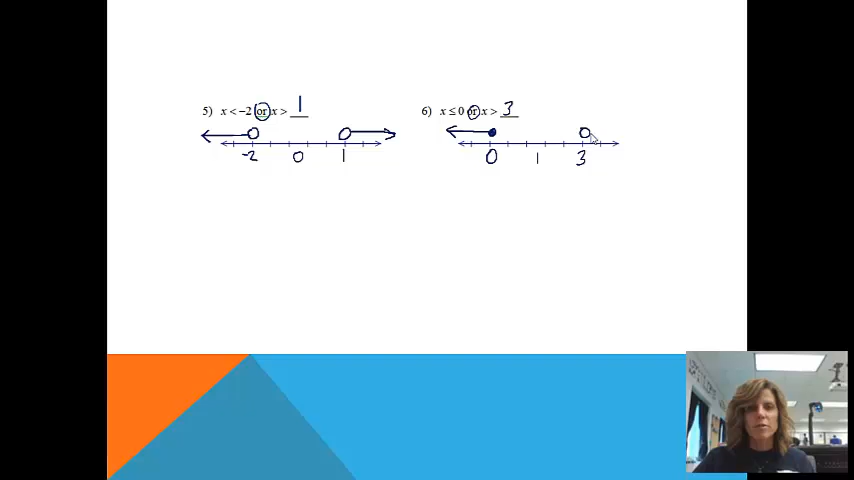 5) x < −2 or x > 1
-2 0 1
6) x ≤ 0 or x > 3
0 1 3